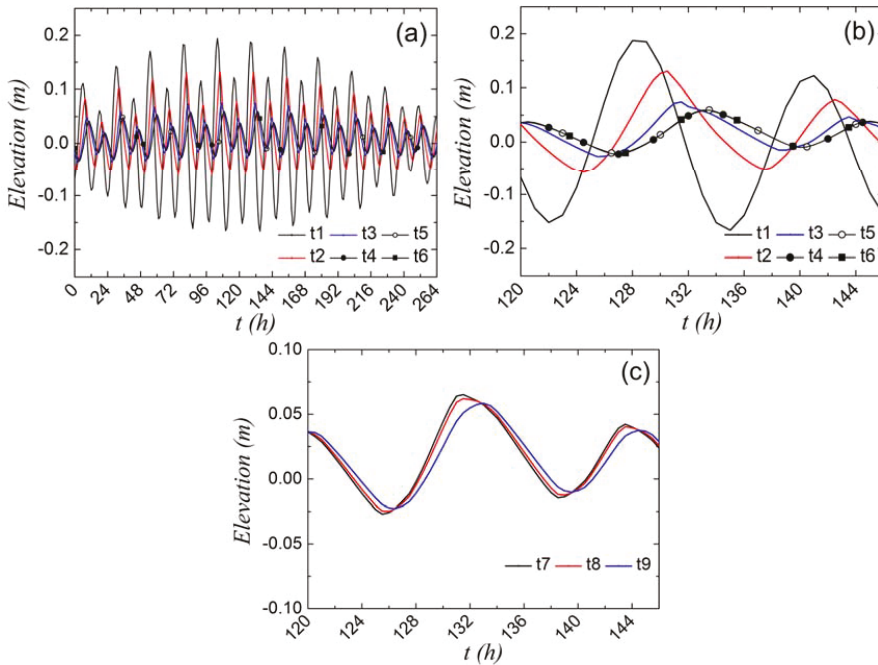 (a)
Elevation (m)
0.2
0.1
0.0
-0.1
-0.2
t1 t3 t5
t2 t4 t6
0 24 48 72 96 120 144 168 192 216 240 264
t (h)
(b)
Elevation (m)
0.2
0.1
0.0
-0.1
-0.2
t1 t3 t5
t2 t4 t6
120 124 128 132 136 140 144
t (h)
(c)
Elevation (m)
0.10
0.05
0.00
-0.05
-0.10
t7 t8 t9
120 124 128 132 136 140 144
t (h)